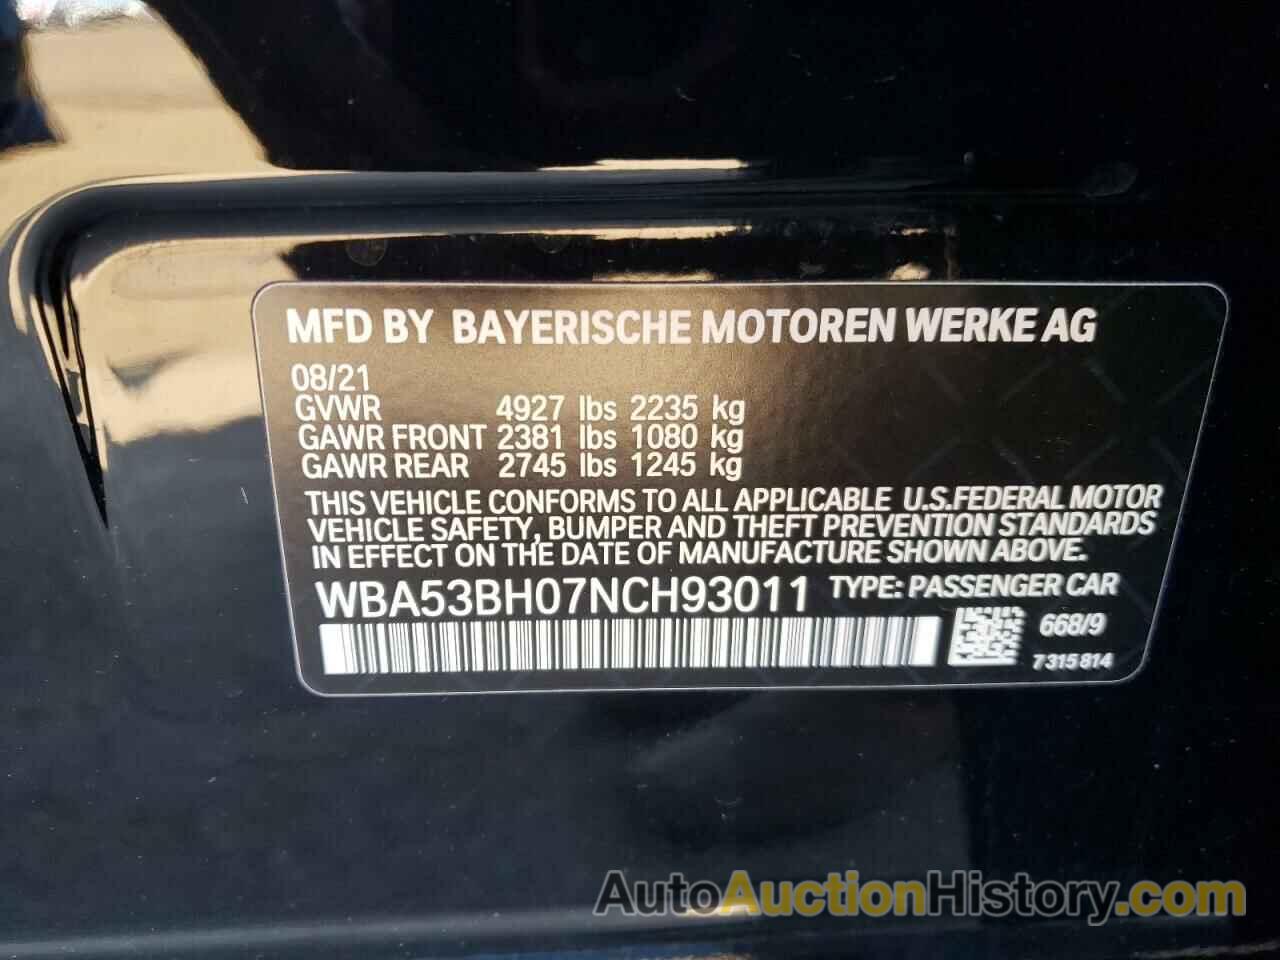 MFD BY BAYERISCHE MOTOREN WERKE AG
08/21
GVWR 4927 lbs 2235 kg
GAWR FRONT 2381 lbs 1080 kg
GAWR REAR 2745 lbs 1245 kg
THIS VEHICLE CONFORMS TO ALL APPLICABLE U.S.FEDERAL MOTOR
VEHICLE SAFETY, BUMPER AND THEFT PREVENTION STANDARDS
IN EFFECT ON THE DATE OF MANUFACTURE SHOWN ABOVE.
WBA53BH07NCH93011 TYPE: PASSENGER CAR
668/9
7315814
AutoAuctionHistory.com